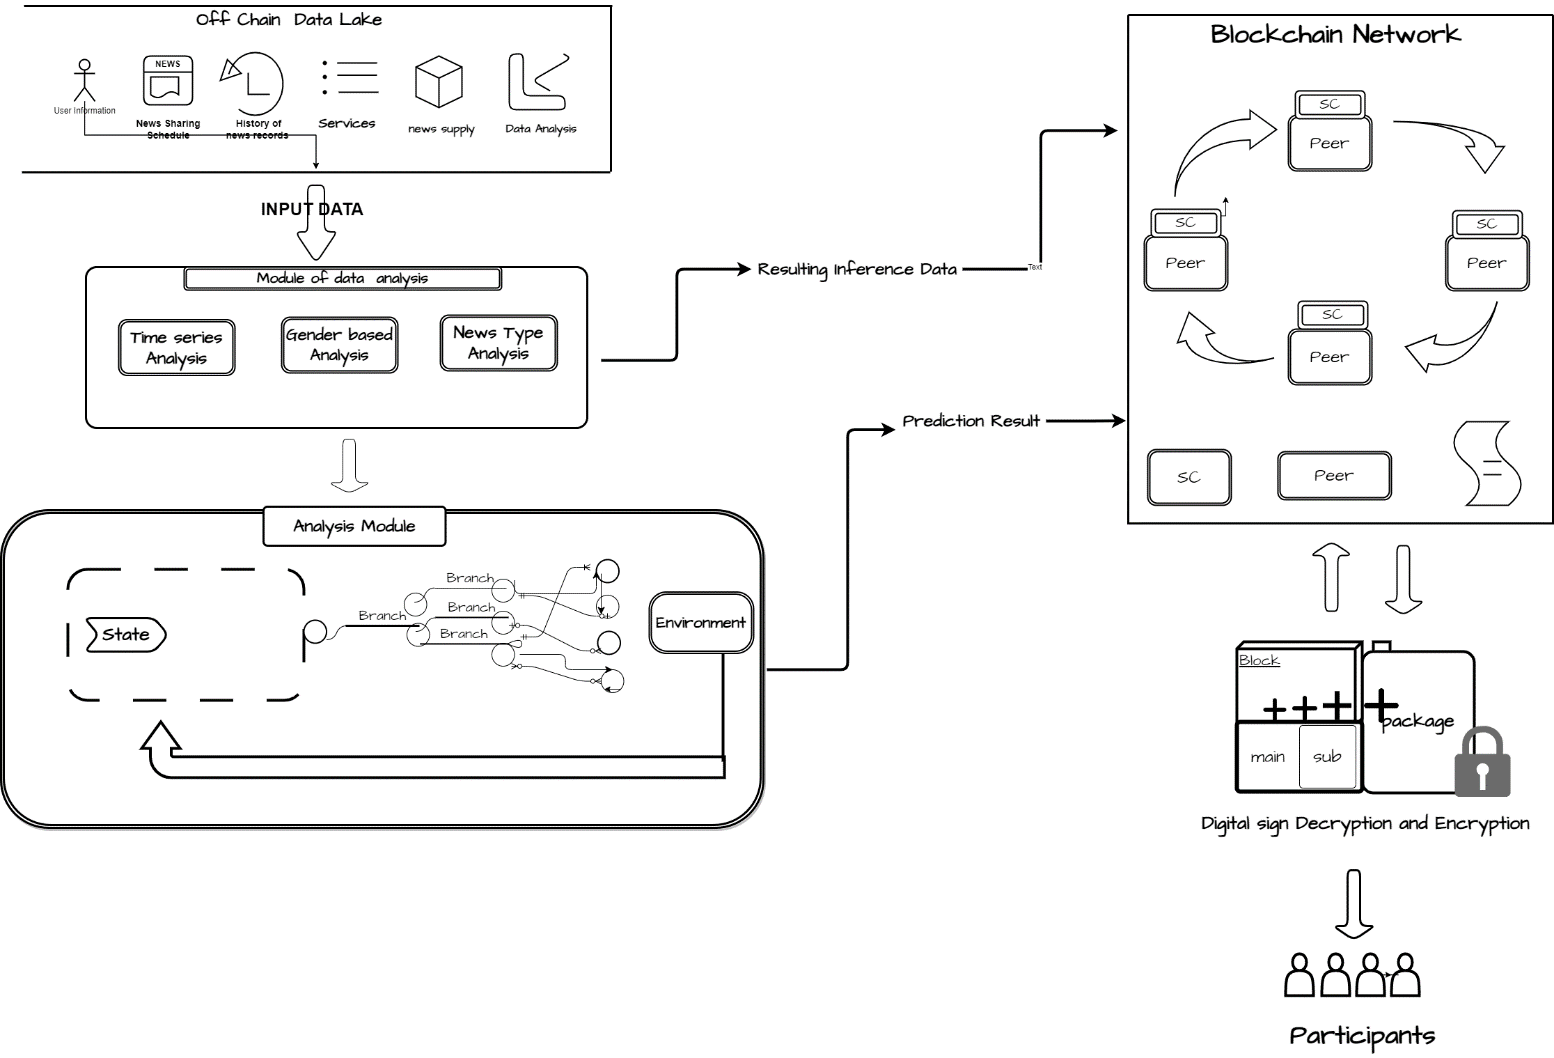 Off Chain Data Lake
NEWS
User Information
News Sharing
Schedule
History of
news records
Services
news supply
Data Analysis
INPUT DATA
Module of data analysis
Time series
Analysis
Gender based
Analysis
News Type
Analysis
Resulting Inference Data
Text
Prediction Result
Analysis Module
State
Branch
Branch
Branch
Branch
Environment
Blockchain Network
SC
Peer
SC
Peer
SC
Peer
SC
Peer
SC
Peer
Block
main
sub
package
Digital sign Decryption and Encryption
Participants